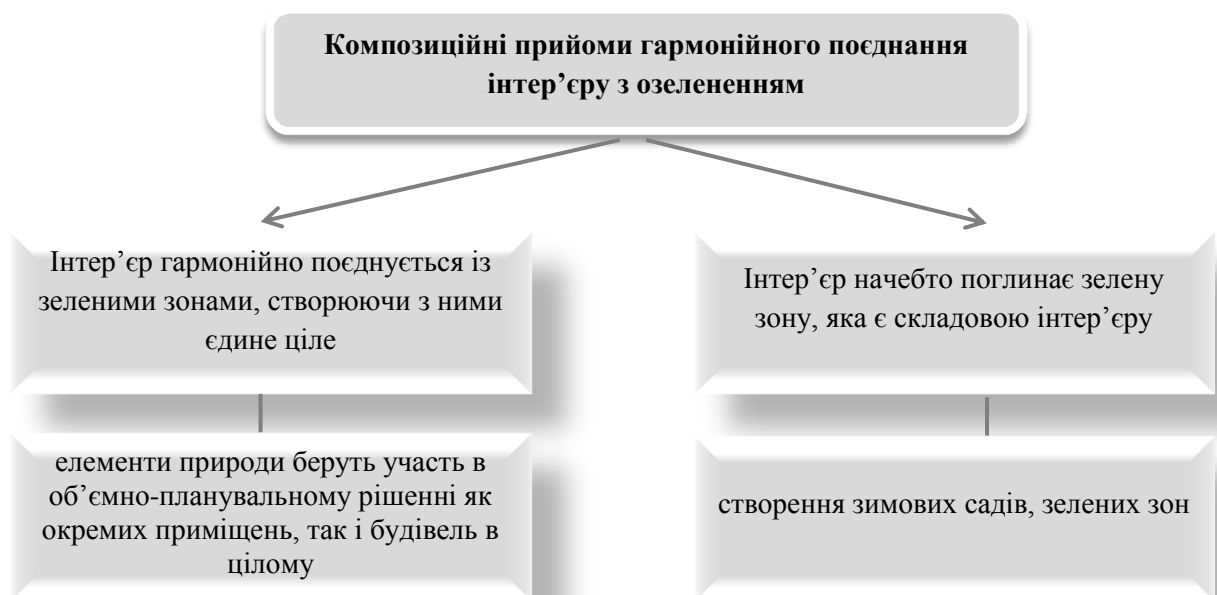 Композиційні прийоми гармонійного поєднання
інтер’єру з озелененням
Інтер’єр гармонійно поєднується із
зеленими зонами, створюючи з ними
єдине ціле
Інтер’єр начебто поглинає зелену
зону, яка є складовою інтер’єру
елементи природи беруть участь в
об’ємно-планувальному рішенні як
окремих приміщень, так і будівель в
цілому
створення зимових садів, зелених зон